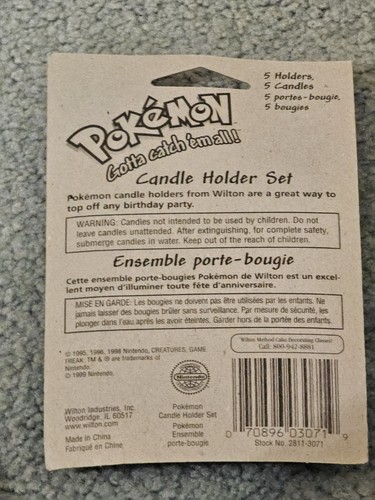 5 Holders,
5 Candles
5 portes-bougie,
5 bougies
POKéMON
Gotta catch 'em all!
Candle Holder Set
Pokémon candle holders from Wilton are a great way to
top off any birthday party.
WARNING: Candles not intended to be used by children. Do not
leave candles unattended. After extinguishing, for complete safety,
submerge candles in water. Keep out of the reach of children.
Ensemble porte-bougie
Cette ensemble porte-bougies Pokémon de Wilton est un excel-
lent moyen d'illuminer toute fête d'anniversaire.
MISE EN GARDE: Les bougies ne doivent pas être utilisées par les enfants. Ne
jamais laisser des bougies brûler sans surveillance. Par mesure de sécurité, les
plonger dans l'eau après les avoir éteintes. Garder hors de la portée des enfants.
Wilton Method Cake Decorating Classes!
Call: 800-942-8881
© 1995, 1996, 1998 Nintendo, CREATURES, GAME
FREAK. TM & ® are trademarks of
Nintendo.
© 1999 Nintendo.
Nintendo
Wilton Industries, Inc.
Woodridge, IL 60517
www.wilton.com
Made in China
Fabriqué en Chine
Pokémon
Candle Holder Set
Pokémon
Ensemble
porte-bougie
0 70896 03071 9
Stock No. 2811-3071